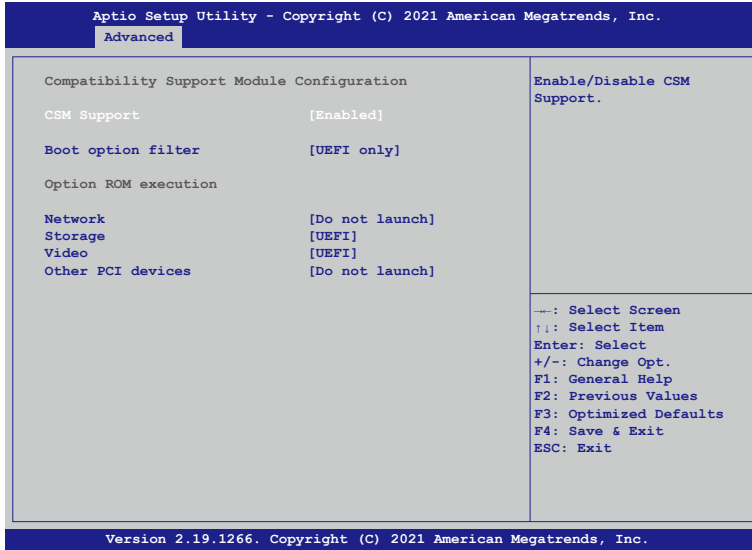 Aptio Setup Utility - Copyright (C) 2021 American Megatrends, Inc.
Advanced
Compatibility Support Module Configuration
CSM Support [Enabled]
Boot option filter [UEFI only]
Option ROM execution
Network [Do not launch]
Storage [UEFI]
Video [UEFI]
Other PCI devices [Do not launch]
Enable/Disable CSM
Support.
→←: Select Screen
↑↓: Select Item
Enter: Select
+/-: Change Opt.
F1: General Help
F2: Previous Values
F3: Optimized Defaults
F4: Save & Exit
ESC: Exit
Version 2.19.1266. Copyright (C) 2021 American Megatrends, Inc.